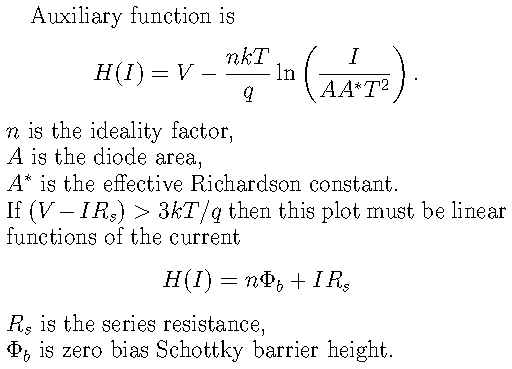 Auxiliary function is
H(I) = V − \frac{nkT}{q} \ln \left( \frac{I}{AA^*T^2} \right).
n is the ideality factor,
A is the diode area,
A* is the effective Richardson constant.
If (V − IR_s) > 3kT/q then this plot must be linear
functions of the current
H(I) = nΦ_b + IR_s
R_s is the series resistance,
Φ_b is zero bias Schottky barrier height.